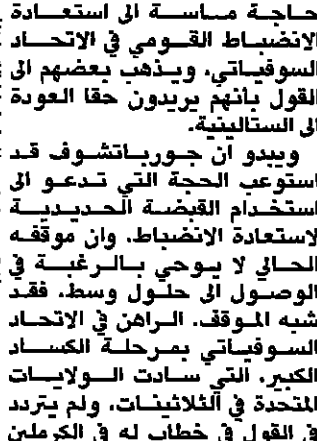 حاجة مماسة الى استعادة
الانضباط القومي في الاتحاد
السوفياتي، ويذهب بعضهم الى
القول بانهم يريدون حقا العودة
الى الستالينية.
ويبدو ان جورباتشوف قد
استوعب الحجة التي تدعو الى
استخدام القبضة الحديدية
لاستعادة الانضباط، وان موقفه
الحالي لا يوحي بالرغبة في
الوصول الى حلول وسط. فقد
شبه الموقف، الراهن في الاتحاد
السوفياتي بمرحلة الكساد
الكبير، التي سادت الولايات
المتحدة في الثلاثينات، ولم يتردد
في القول في خطاب له في الكرملين